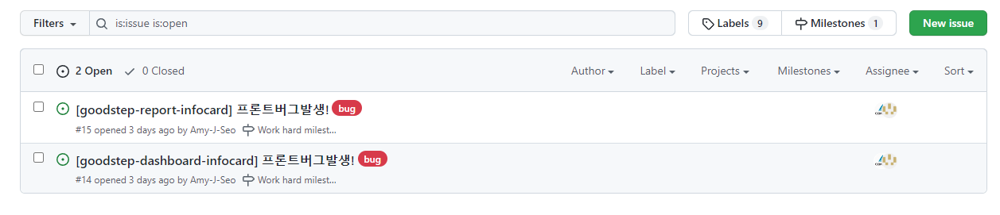 Filters is:issue is:open Labels 9 Milestones 1 New issue
2 Open 0 Closed Author Label Projects Milestones Assignee Sort
[goodstep-report-infocard] 프론트버그발생! bug
#15 opened 3 days ago by Amy-J-Seo Work hard milest...
[goodstep-dashboard-infocard] 프론트버그발생! bug
#14 opened 3 days ago by Amy-J-Seo Work hard milest...